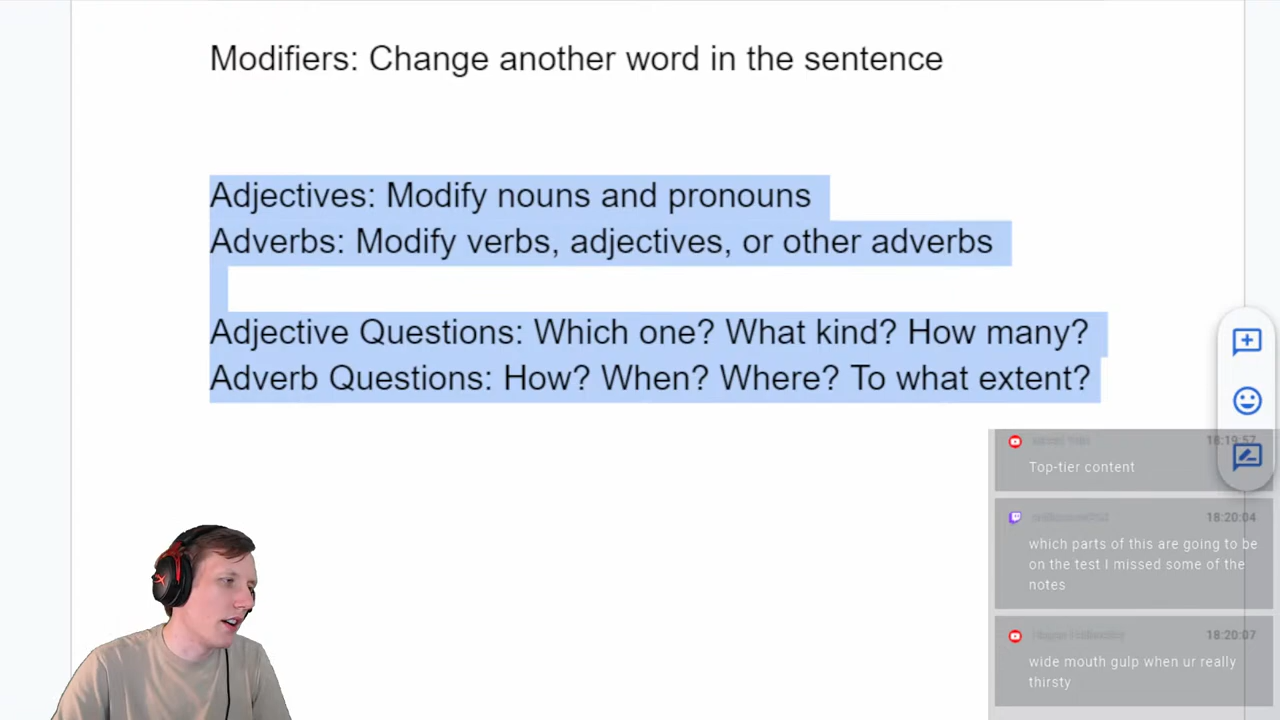 Modifiers: Change another word in the sentence
Adjectives: Modify nouns and pronouns
Adverbs: Modify verbs, adjectives, or other adverbs
Adjective Questions: Which one? What kind? How many?
Adverb Questions: How? When? Where? To what extent?
18:19:57
Top-tier content
18:20:04
which parts of this are going to be
on the test I missed some of the
notes
18:20:07
wide mouth gulp when ur really
thirsty